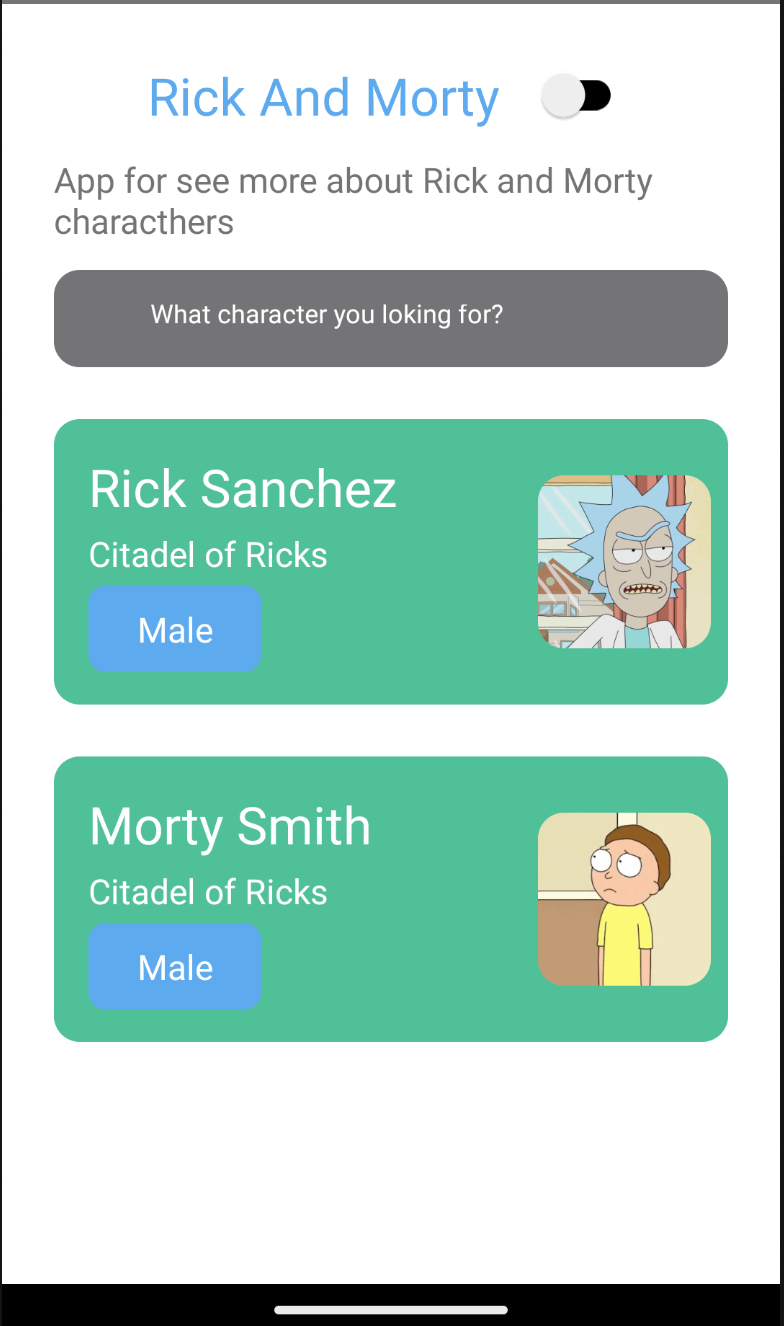 Rick And Morty
App for see more about Rick and Morty
characthers
What character you loking for?
Rick Sanchez
Citadel of Ricks
Male
Morty Smith
Citadel of Ricks
Male